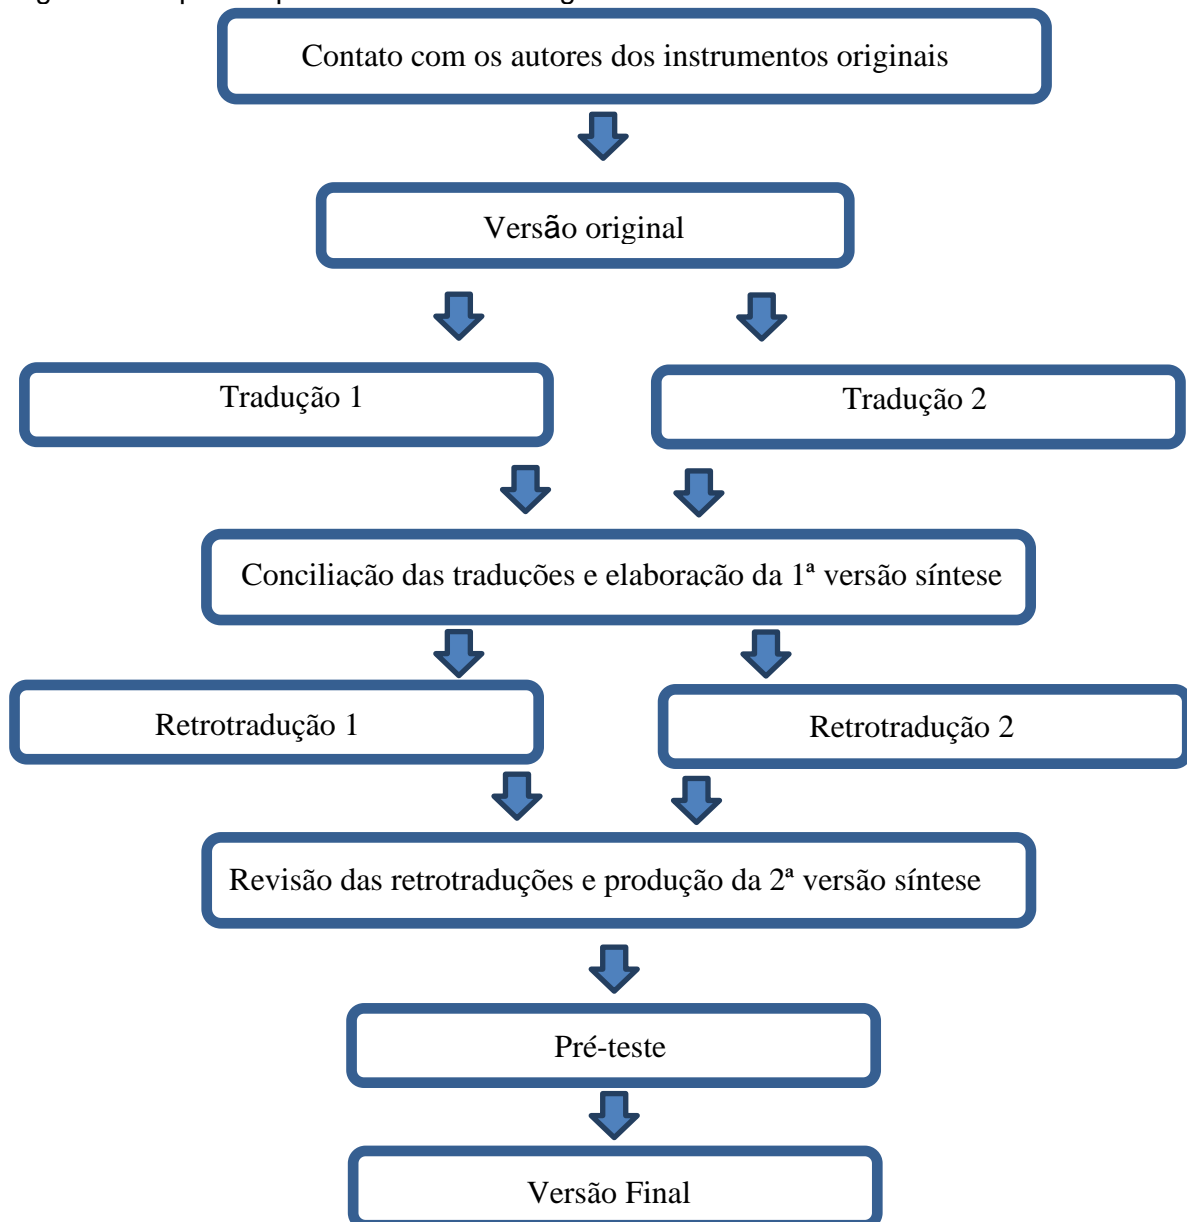 Contato com os autores dos instrumentos originais
Versão original
Tradução 1
Tradução 2
Conciliação das traduções e elaboração da 1ª versão síntese
Retrotradução 1
Retrotradução 2
Revisão das retrotraduções e produção da 2ª versão síntese
Pré-teste
Versão Final